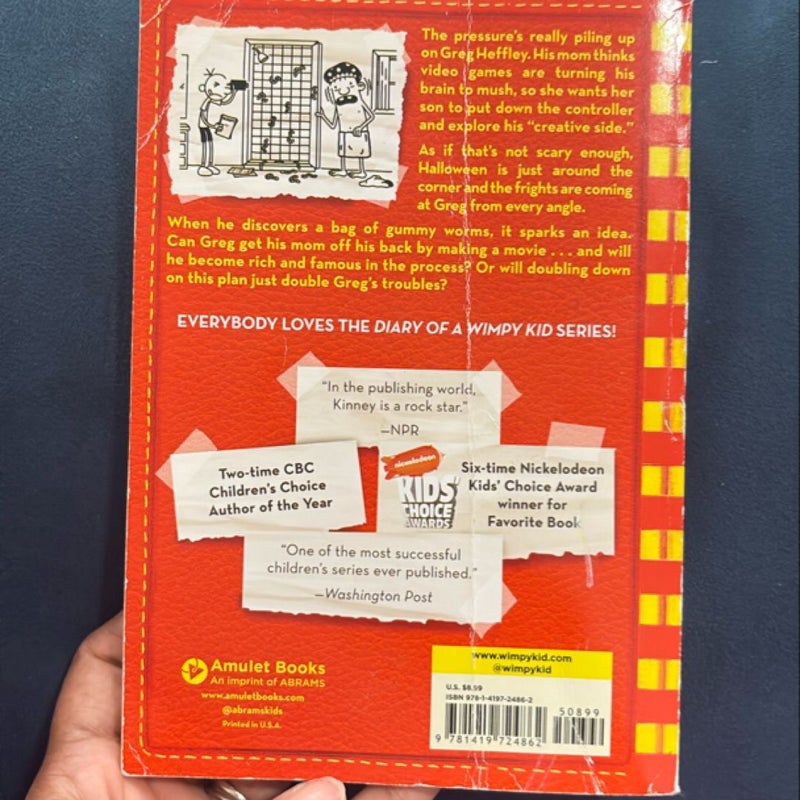 The pressure's really piling up
on Greg Heffley. His mom thinks
video games are turning his
brain to mush, so she wants her
son to put down the controller
and explore his "creative side."
As if that's not scary enough,
Halloween is just around the
corner and the frights are coming
at Greg from every angle.
When he discovers a bag of gummy worms, it sparks an idea.
Can Greg get his mom off his back by making a movie . . . and will
he become rich and famous in the process? Or will doubling down
on this plan just double Greg's troubles?
EVERYBODY LOVES THE DIARY OF A WIMPY KID SERIES!
"In the publishing world,
Kinney is a rock star."
—NPR
Two-time CBC
Children's Choice
Author of the Year
nickelodeon
KIDS'
CHOICE
AWARDS
Six-time Nickelodeon
Kids' Choice Award
winner for
Favorite Book
"One of the most successful
children's series ever published."
—Washington Post
Amulet Books
An imprint of ABRAMS
www.amuletbooks.com
@abramskids
Printed in U.S.A.
www.wimpykid.com
@wimpykid
U.S. $8.99
ISBN 978-1-4197-2486-2
50899
9 781419 724862